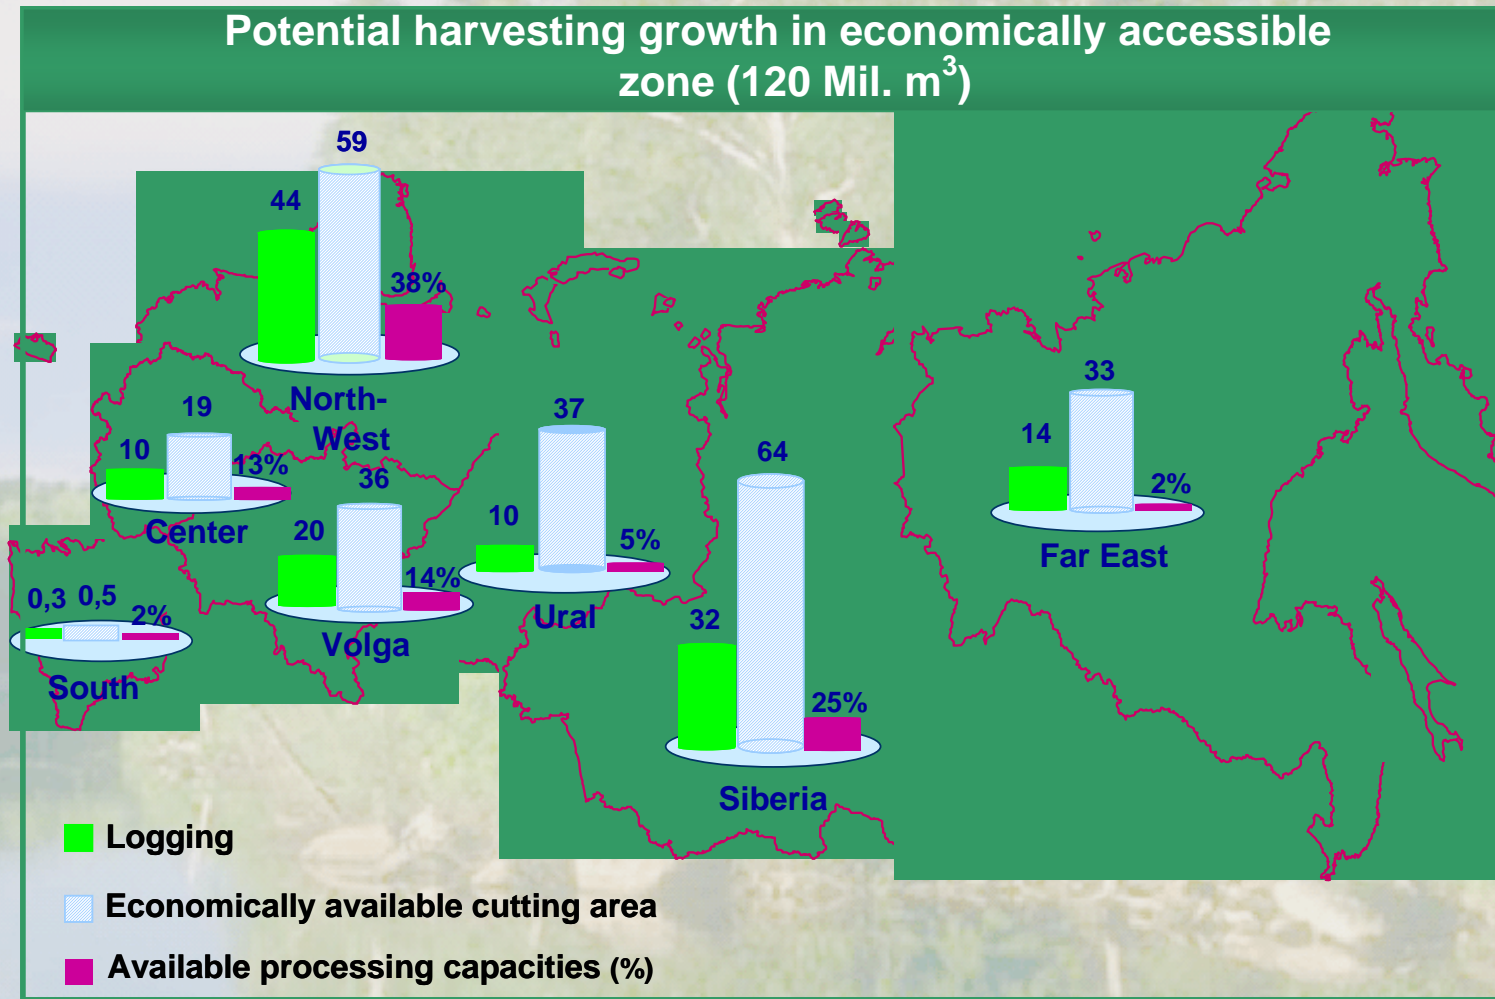 Potential harvesting growth in economically accessible
zone (120 Mil. m³)
59
44
38%
North-
West
19
10
13%
Center
36
20
14%
Volga
37
10
5%
Ural
0,3
0,5
2%
South
64
32
25%
Siberia
33
14
2%
Far East
Logging
Economically available cutting area
Available processing capacities (%)